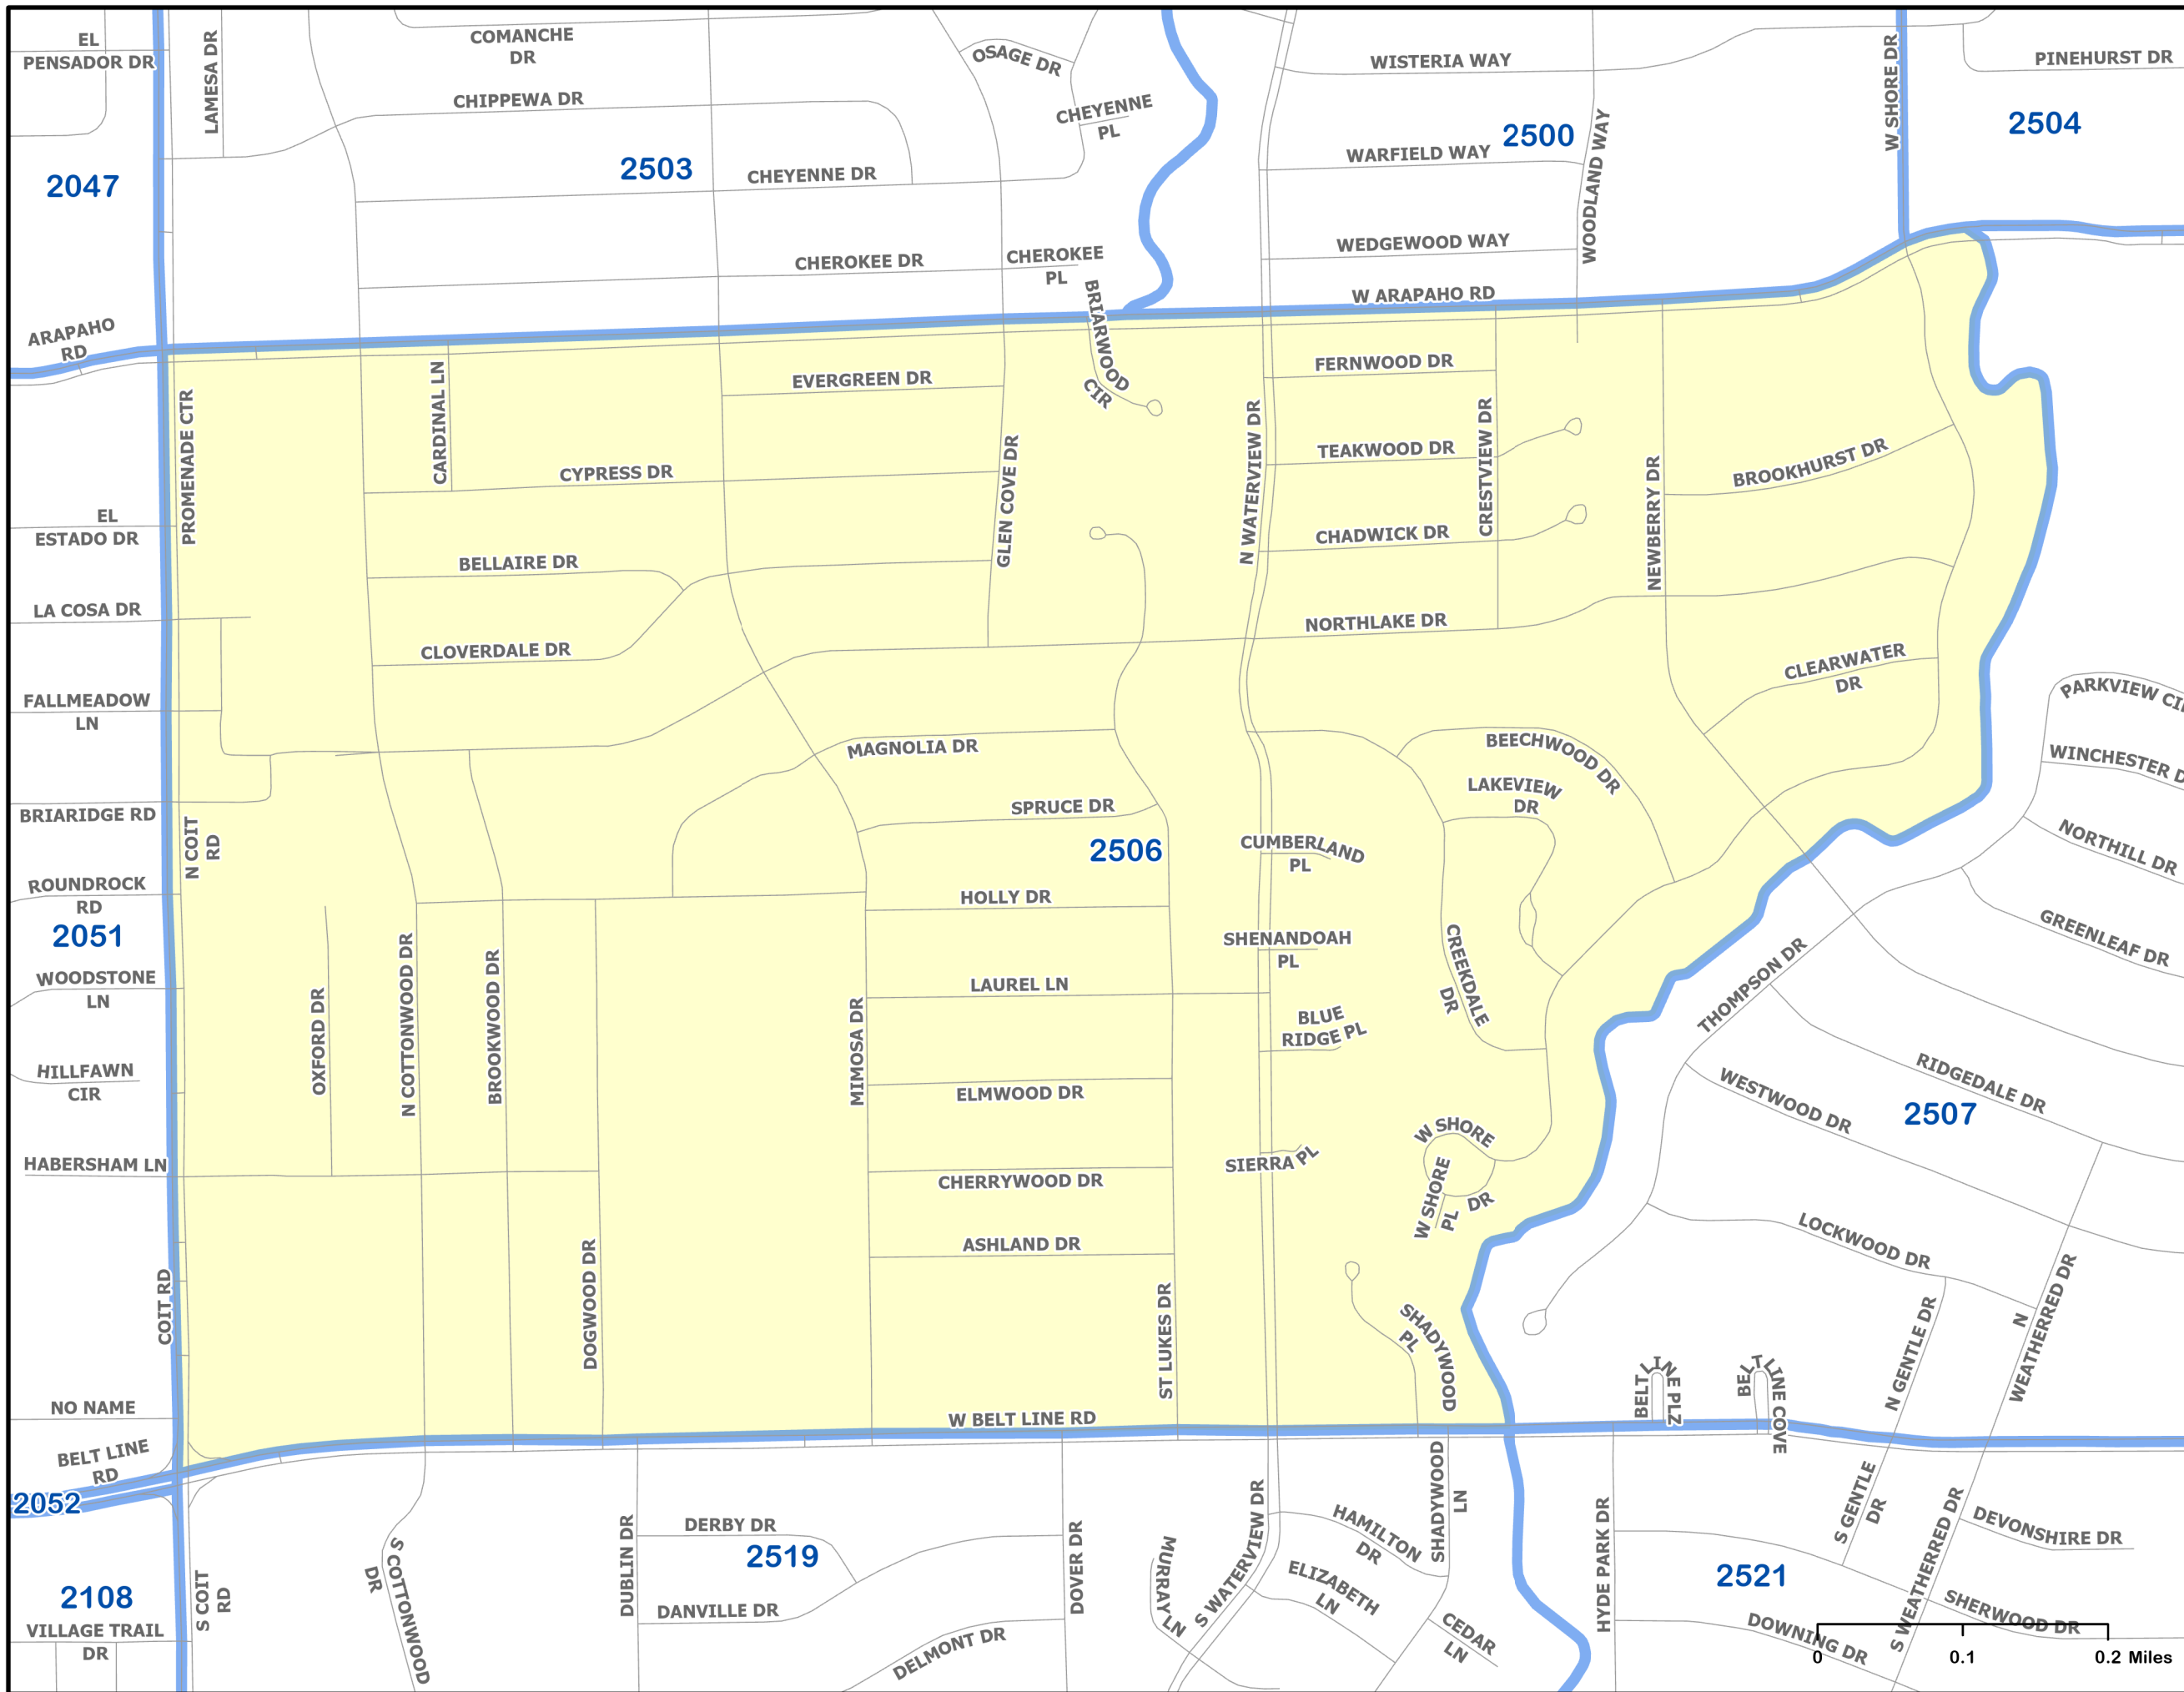 EL
PENSADOR DR
LAMESA DR
COMANCHE
DR
OSAGE DR
WISTERIA WAY
W SHORE DR
PINEHURST DR
CHIPPEWA DR
CHEYENNE
PL
2504
2500
WOODLAND WAY
WARFIELD WAY
2047
2503
CHEYENNE DR
WEDGEWOOD WAY
CHEROKEE DR
CHEROKEE
PL
W ARAPAHO RD
ARAPAHO
RD
BRIARWOOD
CIR
FERNWOOD DR
EVERGREEN DR
PROMENADE CTR
CARDINAL LN
CYPRESS DR
GLEN COVE DR
N WATERVIEW DR
TEAKWOOD DR
CRESTVIEW DR
NEWBERRY DR
BROOKHURST DR
EL
ESTADO DR
CHADWICK DR
BELLAIRE DR
LA COSA DR
NORTHLAKE DR
CLOVERDALE DR
CLEARWATER
DR
FALLMEADOW
LN
PARKVIEW CIR
MAGNOLIA DR
BEECHWOOD DR
WINCHESTER D
LAKEVIEW
DR
BRIARIDGE RD
SPRUCE DR
N COIT
RD
2506
CUMBERLAND
PL
NORTHILL DR
ROUNDROCK
RD
HOLLY DR
2051
SHENANDOAH
PL
GREENLEAF DR
WOODSTONE
LN
LAUREL LN
CREEKDALE
DR
THOMPSON DR
OXFORD DR
N COTTONWOOD DR
BROOKWOOD DR
MIMOSA DR
BLUE
RIDGE PL
HILLFAWN
CIR
ELMWOOD DR
RIDGEDALE DR
WESTWOOD DR
2507
W SHORE
DR
HABERSHAM LN
SIERRA PL
CHERRYWOOD DR
W SHORE
PL
ASHLAND DR
LOCKWOOD DR
COIT RD
DOGWOOD DR
ST LUKES DR
SHADYWOOD
PL
N GENTLE DR
N
WEATHERRED DR
BELT LINE PLZ
BELT LINE COVE
NO NAME
W BELT LINE RD
BELT LINE
RD
2052
SHADYWOOD
LN
S GENTLE
DR
S WATERVIEW DR
HAMILTON
DR
HYDE PARK DR
S WEATHERRED DR
DEVONSHIRE DR
DUBLIN DR
DERBY DR
2519
DOVER DR
MURRAY
LN
ELIZABETH
LN
2521
S COTTONWOOD
DR
2108
S COIT
RD
DANVILLE DR
SHERWOOD DR
VILLAGE TRAIL
DR
DELMONT DR
CEDAR
LN
DOWNING DR
0 0.1 0.2 Miles